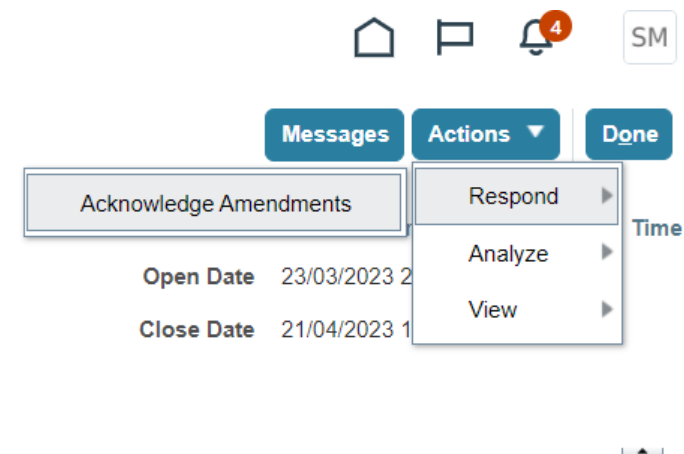 4
SM
Messages Actions Done
Acknowledge Amendments Respond
Time
Analyze
Open Date 23/03/2023 2
View
Close Date 21/04/2023 1